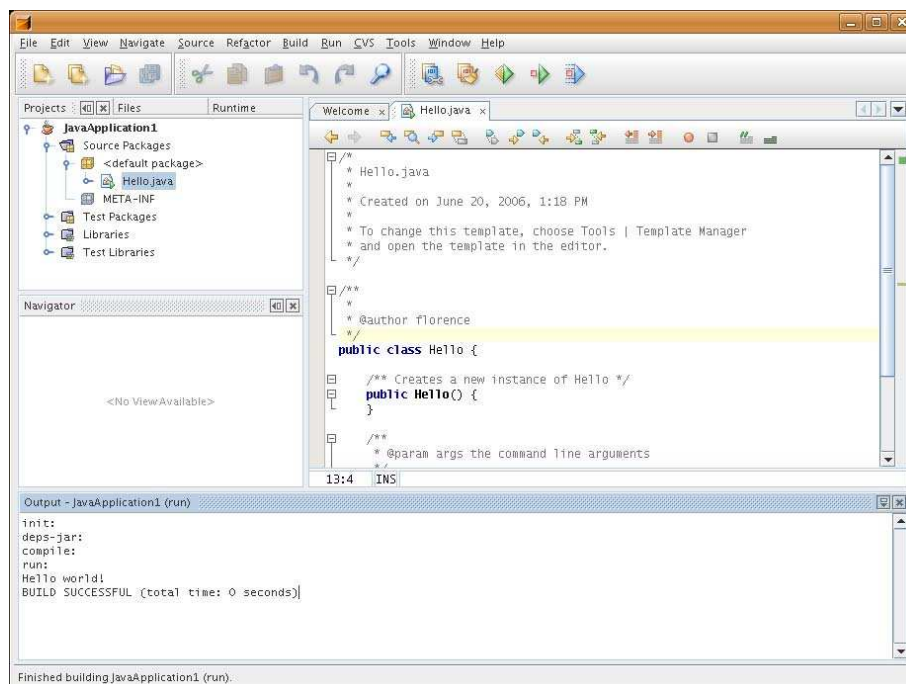 File Edit View Navigate Source Refactor Build Run CVS Tools Window Help
Projects Files Runtime
JavaApplication1
Source Packages
<default package>
Hello.java
META-INF
Test Packages
Libraries
Test Libraries
Navigator
<No View Available>
Welcome Hello.java
/*
* Hello.java
*
* Created on June 20, 2006, 1:18 PM
*
* To change this template, choose Tools | Template Manager
* and open the template in the editor.
*/
/**
*
* @author florence
*/
public class Hello {
/** Creates a new instance of Hello */
public Hello() {
}
/**
* @param args the command line arguments
*/
13:4 INS
Output - JavaApplication1 (run)
init:
deps-jar:
compile:
run:
Hello world!
BUILD SUCCESSFUL (total time: 0 seconds)
Finished building JavaApplication1 (run).